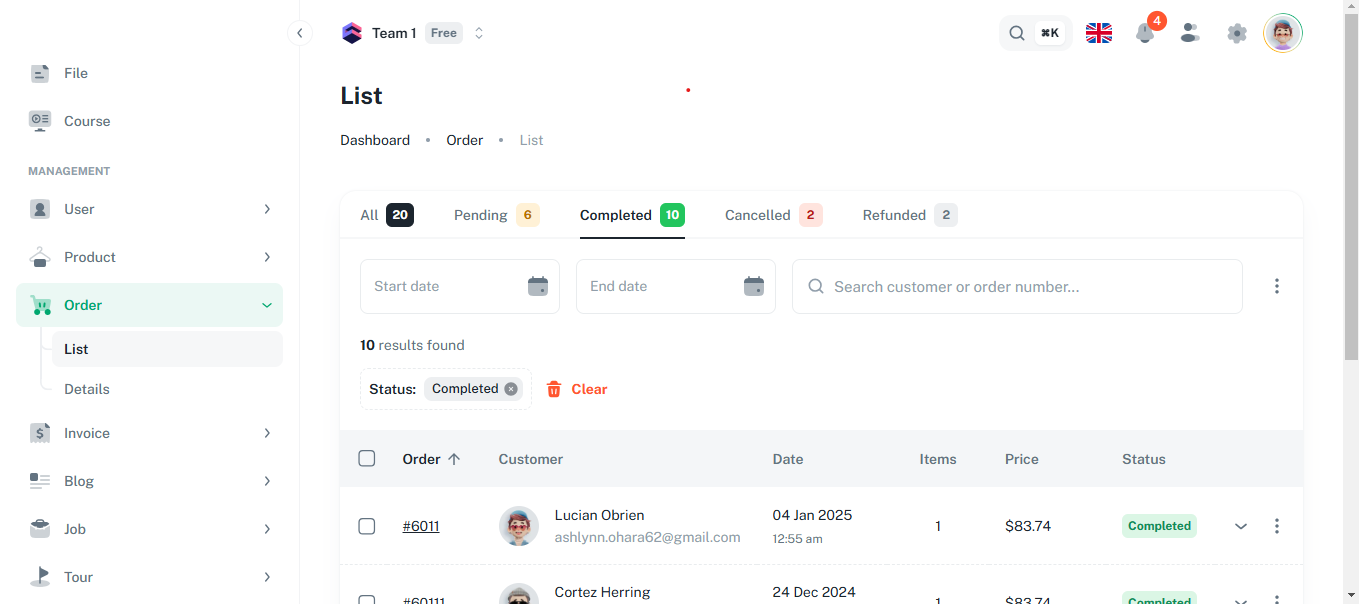 Team 1 Free
⌘K
4
File
Course
List
Dashboard • Order • List
MANAGEMENT
User
Product
Order
List
Details
Invoice
Blog
Job
Tour
All 20 Pending 6 Completed 10 Cancelled 2 Refunded 2
Start date End date Search customer or order number...
10 results found
Status: Completed Clear
Order Customer Date Items Price Status
#6011 Lucian Obrien 04 Jan 2025 1 $83.74 Completed
ashlynn.ohara62@gmail.com 12:55 am
#60111 Cortez Herring 24 Dec 2024 1 $83.74 Completed